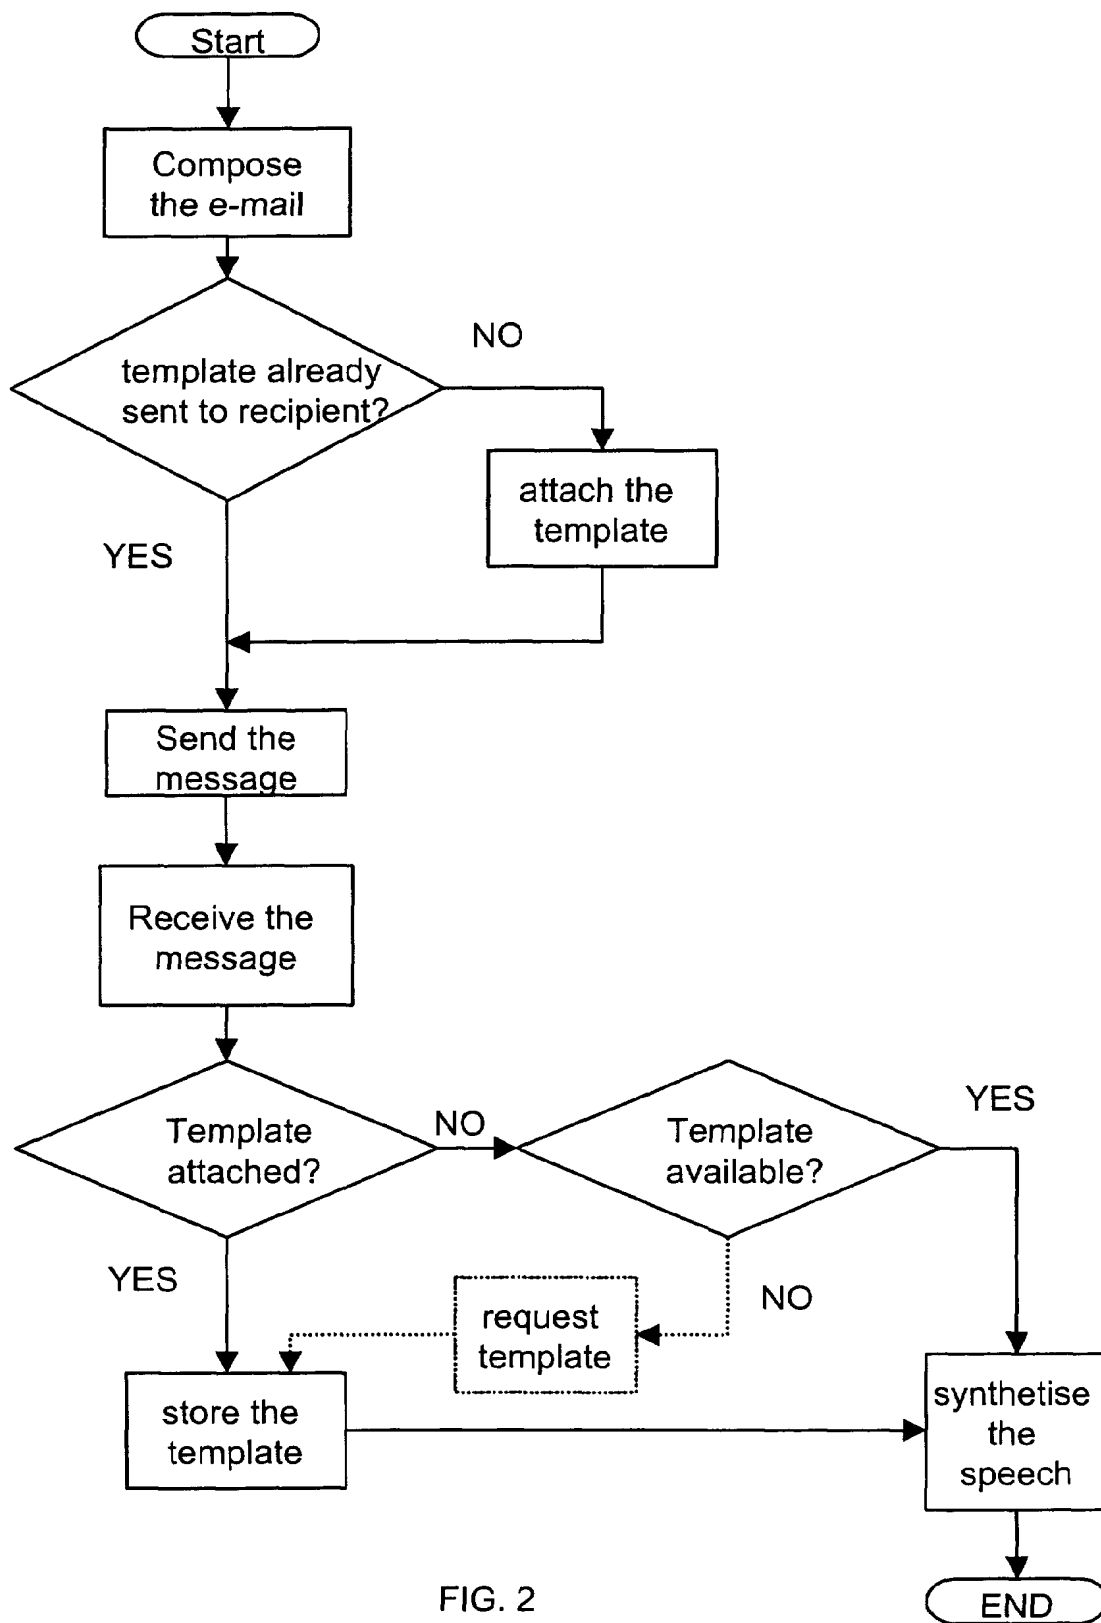 Start
Compose
the e-mail
NO
template already
sent to recipient?
attach the
template
YES
Send the
message
Receive the
message
YES
NO
Template
attached?
Template
available?
YES
NO
request
template
store the
template
synthetise
the
speech
END
FIG. 2